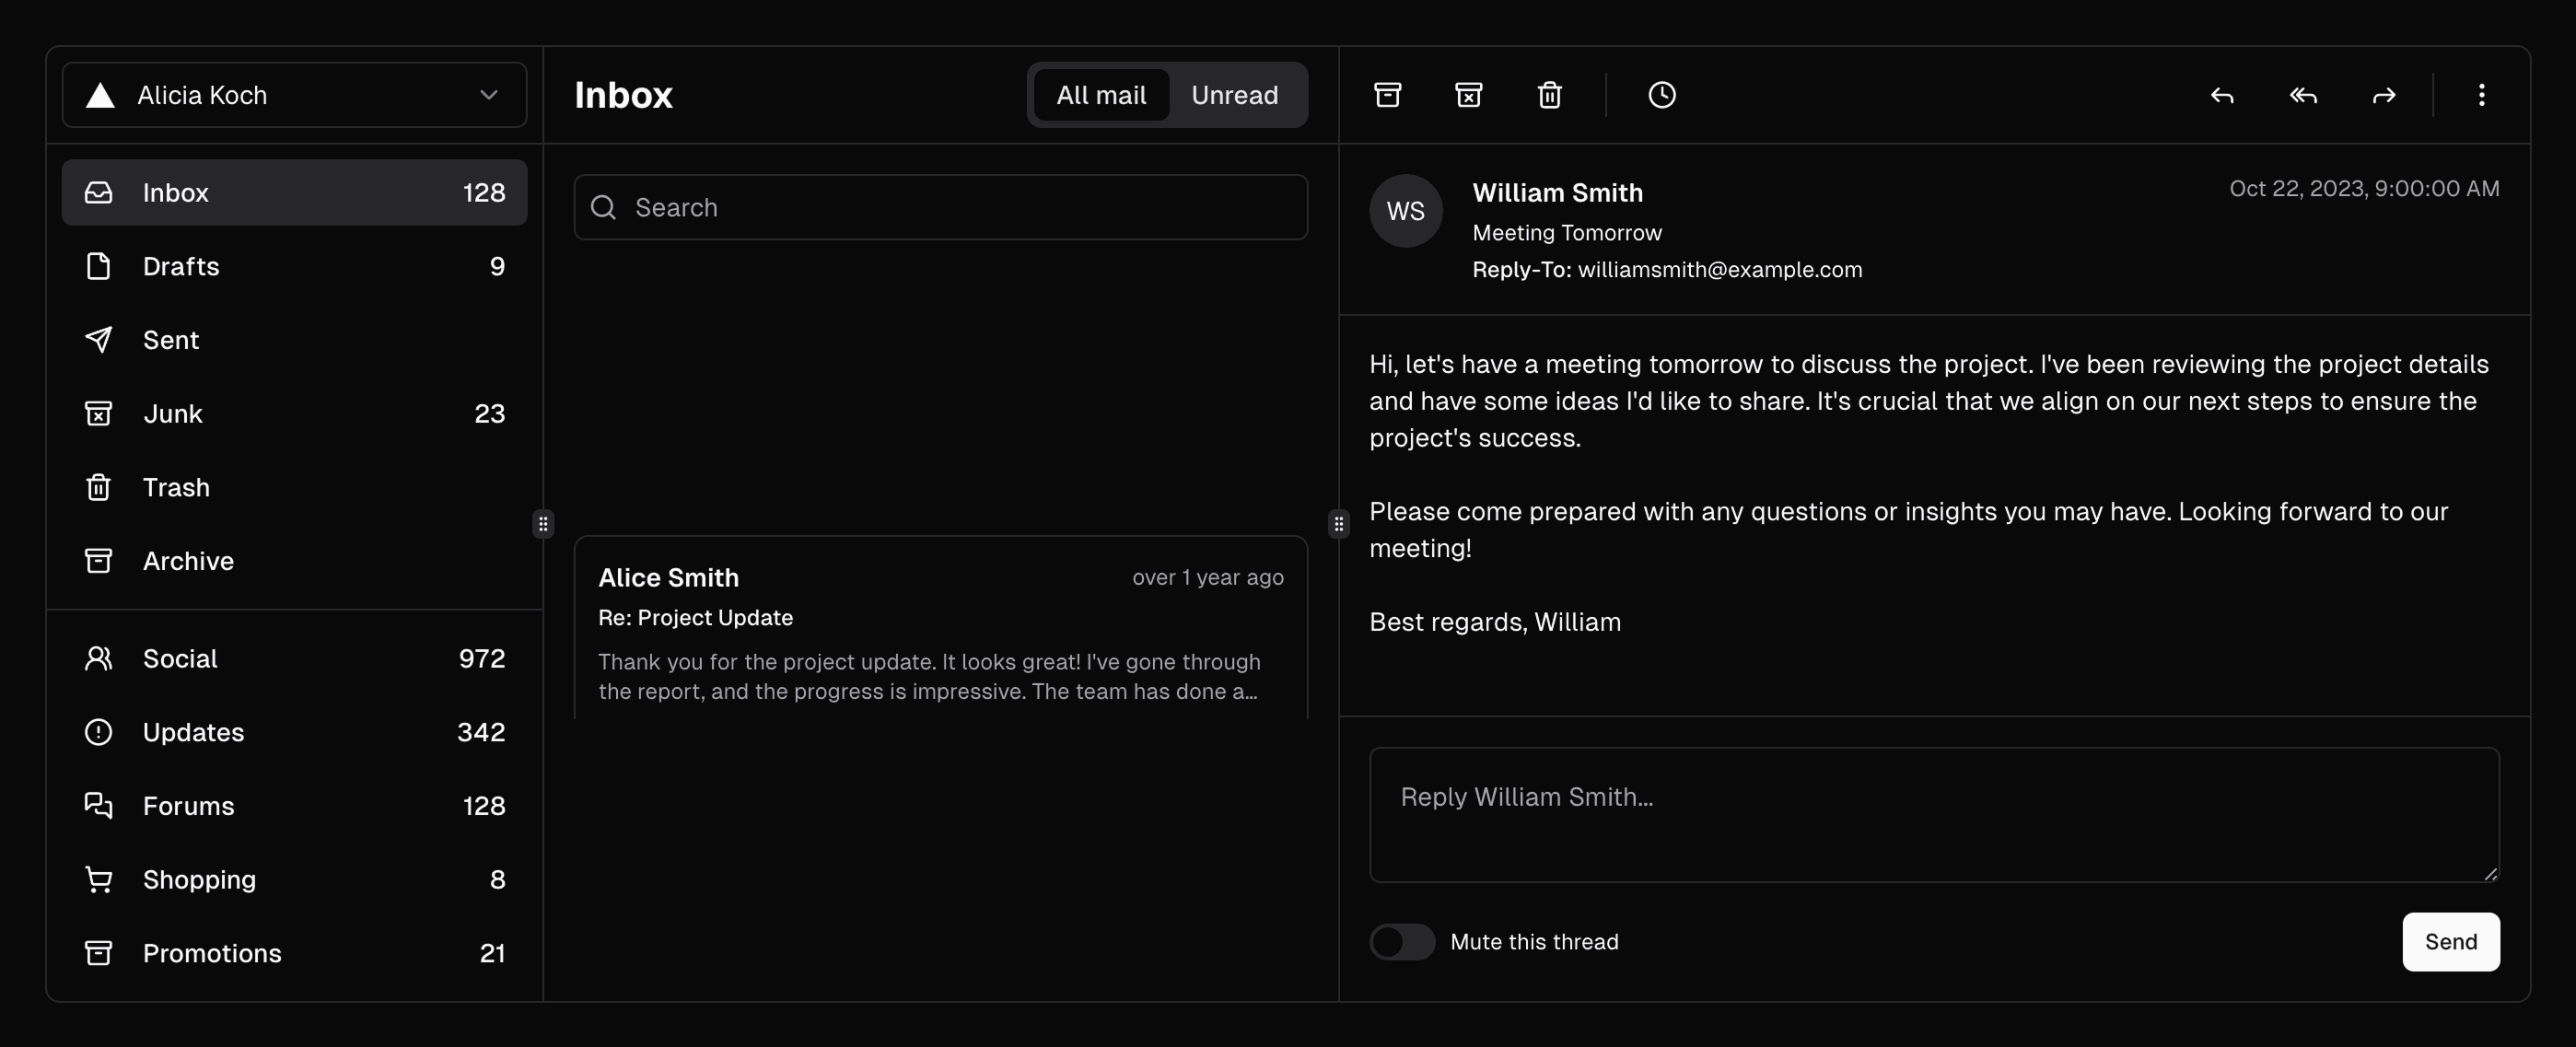 Alicia Koch
Inbox 128
Drafts 9
Sent
Junk 23
Trash
Archive
Social 972
Updates 342
Forums 128
Shopping 8
Promotions 21
Inbox
All mail Unread
Search
Alice Smith over 1 year ago
Re: Project Update
Thank you for the project update. It looks great! I've gone through
the report, and the progress is impressive. The team has done a...
WS
William Smith Oct 22, 2023, 9:00:00 AM
Meeting Tomorrow
Reply-To: williamsmith@example.com
Hi, let's have a meeting tomorrow to discuss the project. I've been reviewing the project details
and have some ideas I'd like to share. It's crucial that we align on our next steps to ensure the
project's success.
Please come prepared with any questions or insights you may have. Looking forward to our
meeting!
Best regards, William
Reply William Smith...
Mute this thread Send